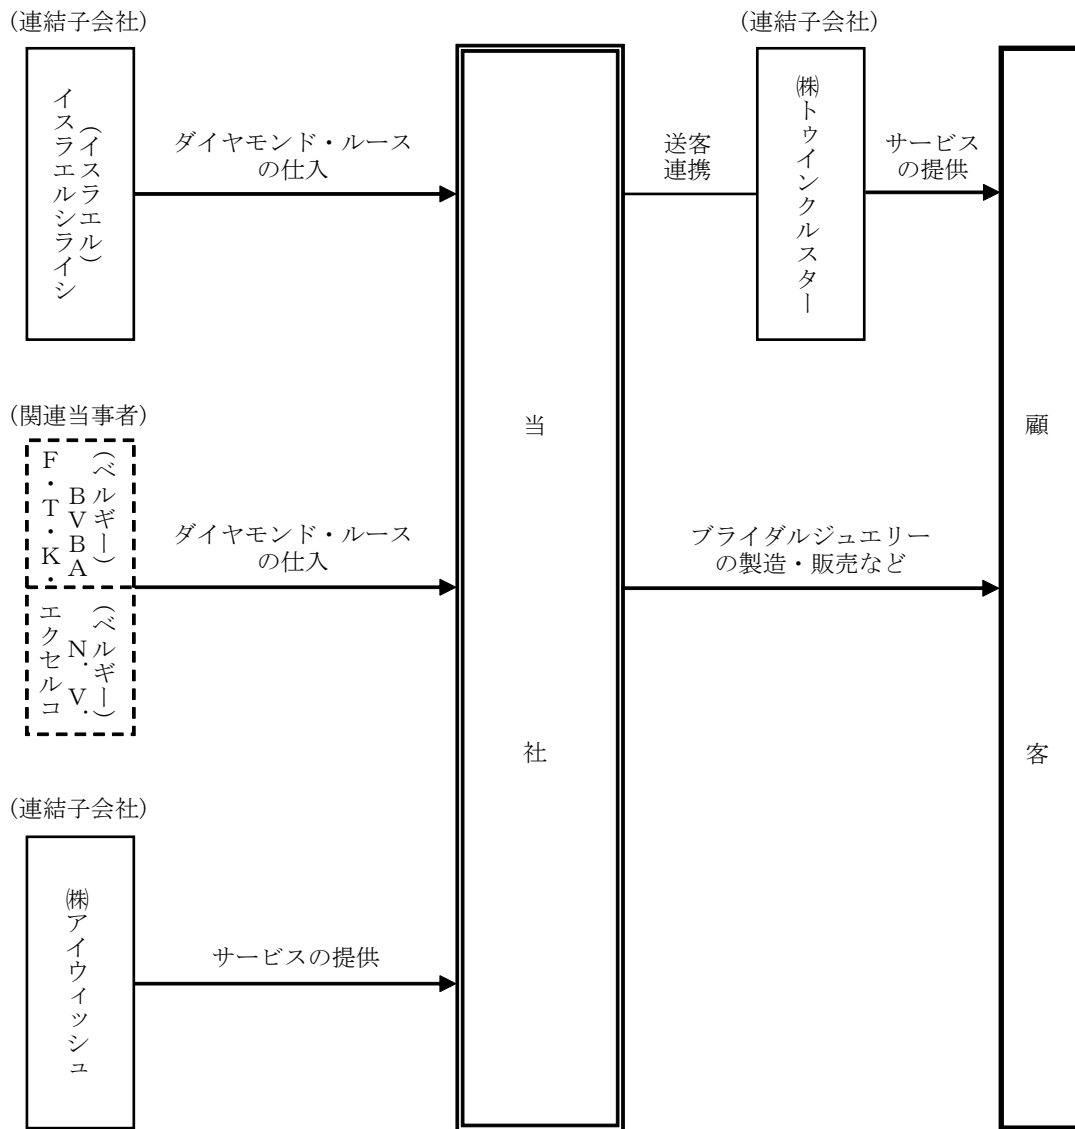 (連結子会社)
イスラエルシライシ
(イスラエル)
ダイヤモンド・ルース
の仕入
(関連当事者)
F・T・K・
BVBA
(ベルギー)
エクセルコ
N.V.
(ベルギー)
ダイヤモンド・ルース
の仕入
(連結子会社)
㈱アイウィッシュ
サービスの提供
当社
送客
連携
(連結子会社)
㈱トゥインクルスター
サービス
の提供
ブライダルジュエリー
の製造・販売など
顧客